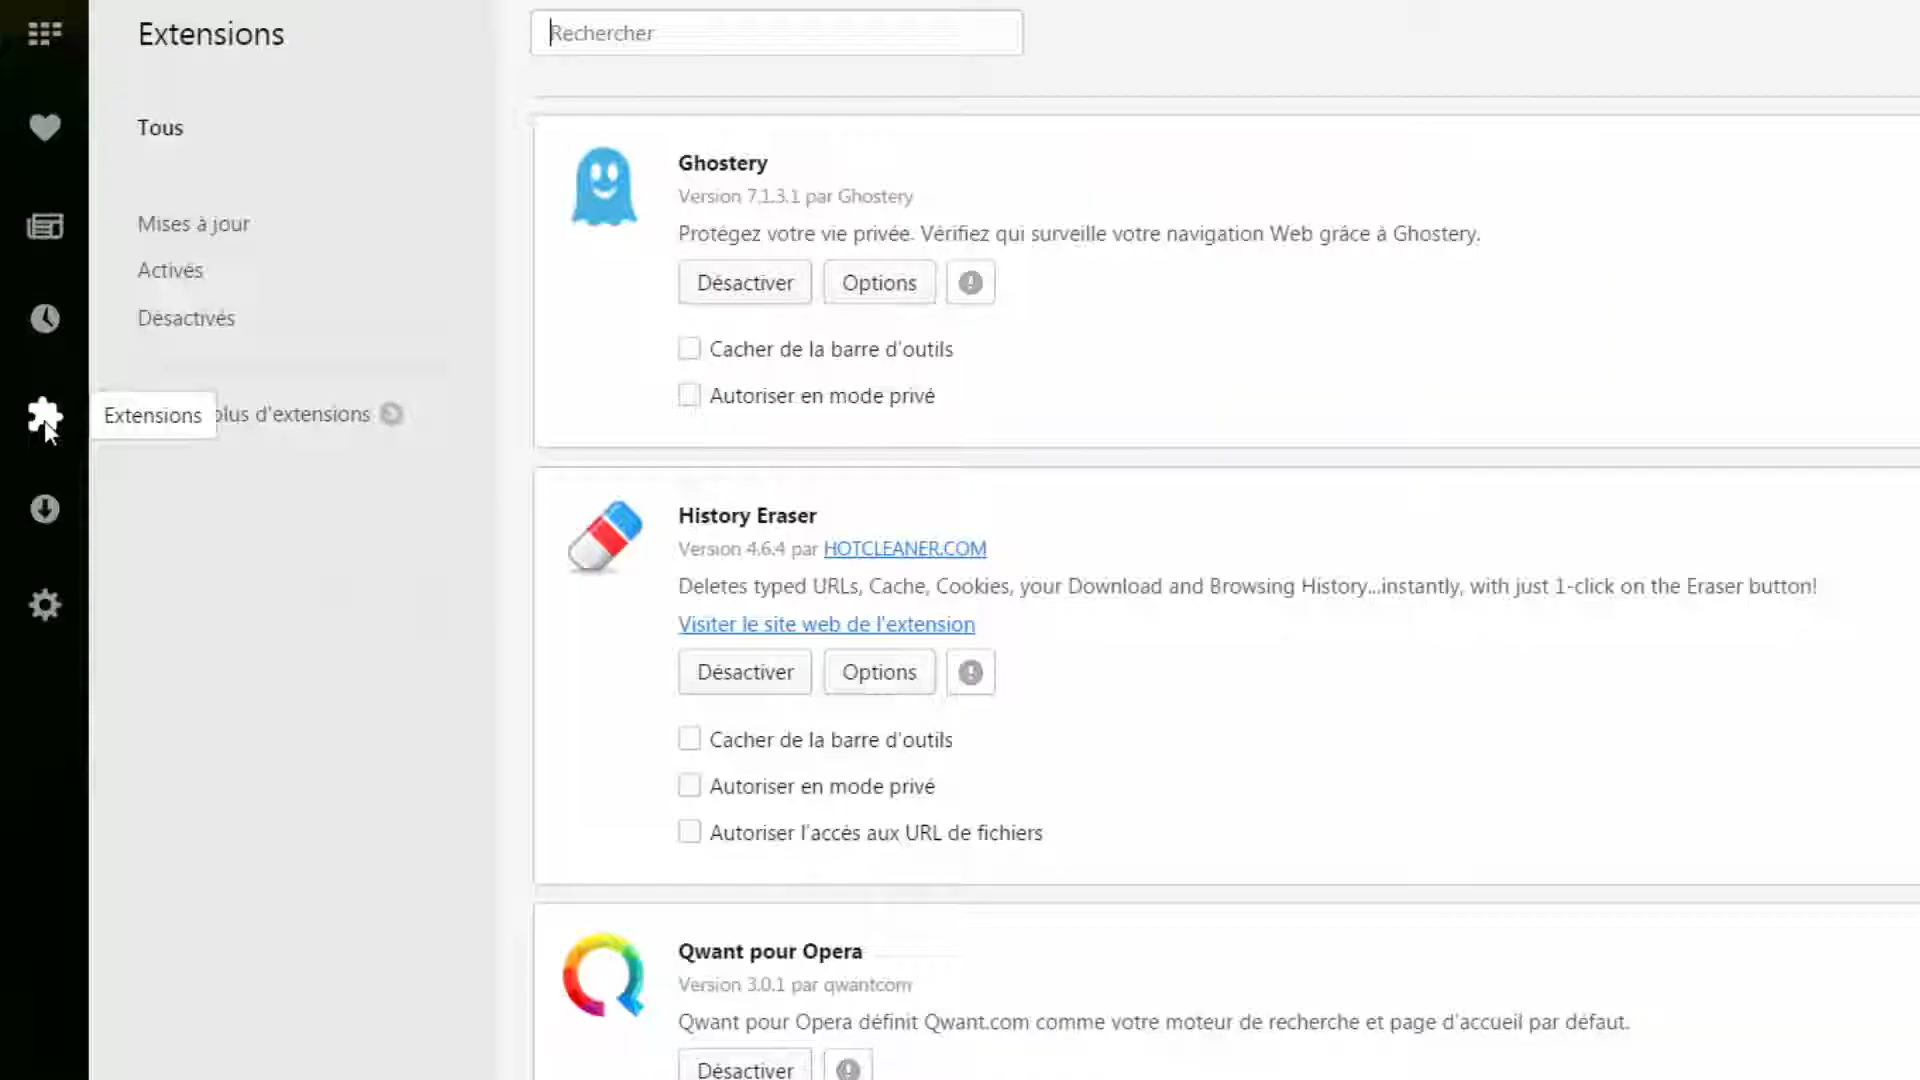 Extensions
Tous
Mises à jour
Activés
Désactivés
Extensions
plus d'extensions
Rechercher
Ghostery
Version 7.1.3.1 par Ghostery
Protégez votre vie privée. Vérifiez qui surveille votre navigation Web grâce à Ghostery.
Désactiver Options
Cacher de la barre d'outils
Autoriser en mode privé
History Eraser
Version 4.6.4 par HOTCLEANER.COM
Deletes typed URLs, Cache, Cookies, your Download and Browsing History...instantly, with just 1-click on the Eraser button!
Visiter le site web de l'extension
Désactiver Options
Cacher de la barre d'outils
Autoriser en mode privé
Autoriser l'accès aux URL de fichiers
Qwant pour Opera
Version 3.0.1 par qwantcom
Qwant pour Opera définit Qwant.com comme votre moteur de recherche et page d'accueil par défaut.
Désactiver